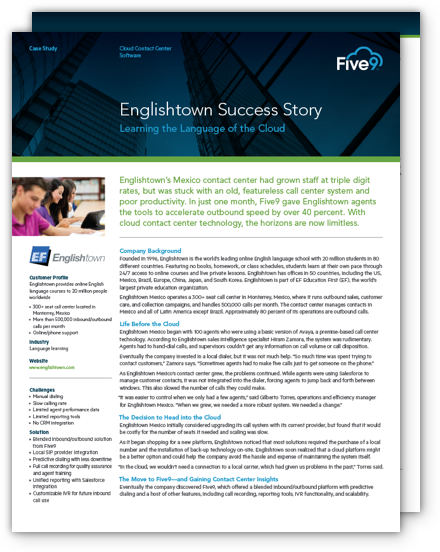 Case Study
Cloud Contact Center
Software
Five9
Englishtown Success Story
Learning the Language of the Cloud
Englishtown's Mexico contact center had grown staff at triple digit
rates, but was stuck with an old, featureless call center system and
poor productivity. In just one month, Five9 gave Englishtown agents
the tools to accelerate outbound speed by over 40 percent. With
cloud contact center technology, the horizons are now limitless.
EF Englishtown
Customer Profile
Englishtown provides online English
language courses to 20 million people
worldwide
• 300+ seat call center located in
Monterrey, Mexico
• More than 500,000 inbound/outbound
calls per month
• Online/phone support
Industry
Language learning
Website
www.englishtown.com
Challenges
• Manual dialing
• Slow calling rate
• Limited agent performance data
• Limited reporting tools
• No CRM integration
Solution
• Blended inbound/outbound solution
from Five9
• Local SIP provider integration
• Predictive dialing with less downtime
• Full call recording for quality assurance
and agent training
• Unified reporting with Salesforce
integration
• Customizable IVR for future inbound
call use
Company Background
Founded in 1996, Englishtown is the world's leading online English language school with 20 million students in 80
different countries. Featuring no books, homework, or class schedules, students learn at their own pace through
24/7 access to online courses and live private lessons. Englishtown has offices in 50 countries, including the US,
Mexico, Brazil, Europe, China, Japan, and South Korea. Englishtown is part of EF Education First (EF), the world's
largest private education organization.
Englishtown Mexico operates a 300+ seat call center in Monterrey, Mexico, where it runs outbound sales, customer
care, and collection campaigns, and handles 500,000 calls per month. The contact center manages contacts in
Mexico and all of Latin America except Brazil. Approximately 80 percent of its operations are outbound calls.
Life Before the Cloud
Englishtown Mexico began with 100 agents who were using a basic version of Avaya, a premise-based call center
technology. According to Englishtown sales intelligence specialist Hiram Zamora, the system was rudimentary.
Agents had to hand-dial calls, and supervisors couldn't get any information on call volume or call disposition.
Eventually the company invested in a local dialer, but it was not much help. "So much time was spent trying to
contact customers," Zamora says. "Sometimes agents had to make five calls just to get someone on the phone."
As Englishtown Mexico's contact center grew, the problems continued. While agents were using Salesforce to
manage customer contacts, it was not integrated into the dialer, forcing agents to jump back and forth between
windows. This also slowed the number of calls they could make.
"It was easier to control when we only had a few agents," said Gilberto Torres, operations and efficiency manager
for Englishtown Mexico. "When we grew, we needed a more robust system. We needed a change."
The Decision to Head into the Cloud
Englishtown Mexico initially considered upgrading its call system with its current provider, but found that it would
be costly for the number of seats it needed and scaling was slow.
As it began shopping for a new platform, Englishtown noticed that most solutions required the purchase of a local
number and the installation of back-up technology on-site. Englishtown soon realized that a cloud platform might
be a better option and could help the company avoid the hassle and expense of maintaining the system itself.
"In the cloud, we wouldn't need a connection to a local carrier, which had given us problems in the past," Torres said.
The Move to Five9—and Gaining Contact Center Insights
Eventually the company discovered Five9, which offered a blended inbound/outbound platform with predictive
dialing and a host of other features, including call recording, reporting tools, IVR functionality, and scalability.